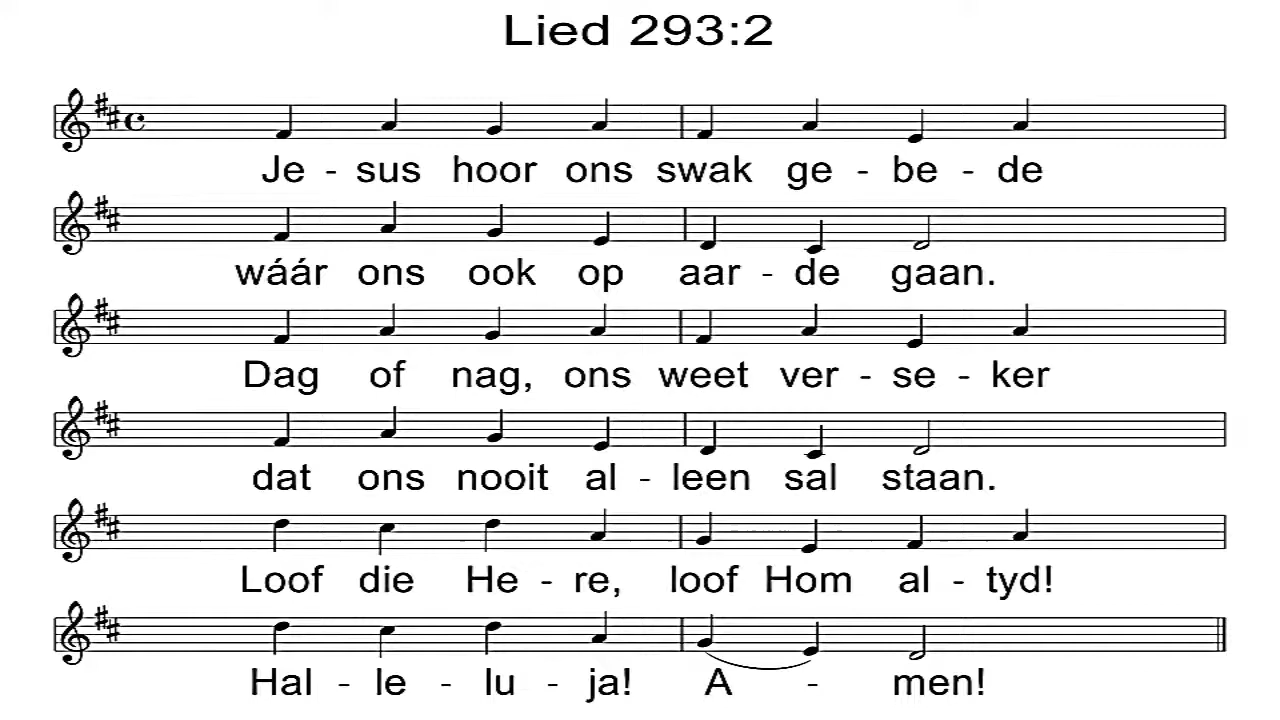 Lied 293:2
Je - sus hoor ons swak ge - be - de
wáár ons ook op aar - de gaan.
Dag of nag, ons weet ver - se - ker
dat ons nooit al - leen sal staan.
Loof die He - re, loof Hom al - tyd!
Hal - le - lu - ja! A - men!